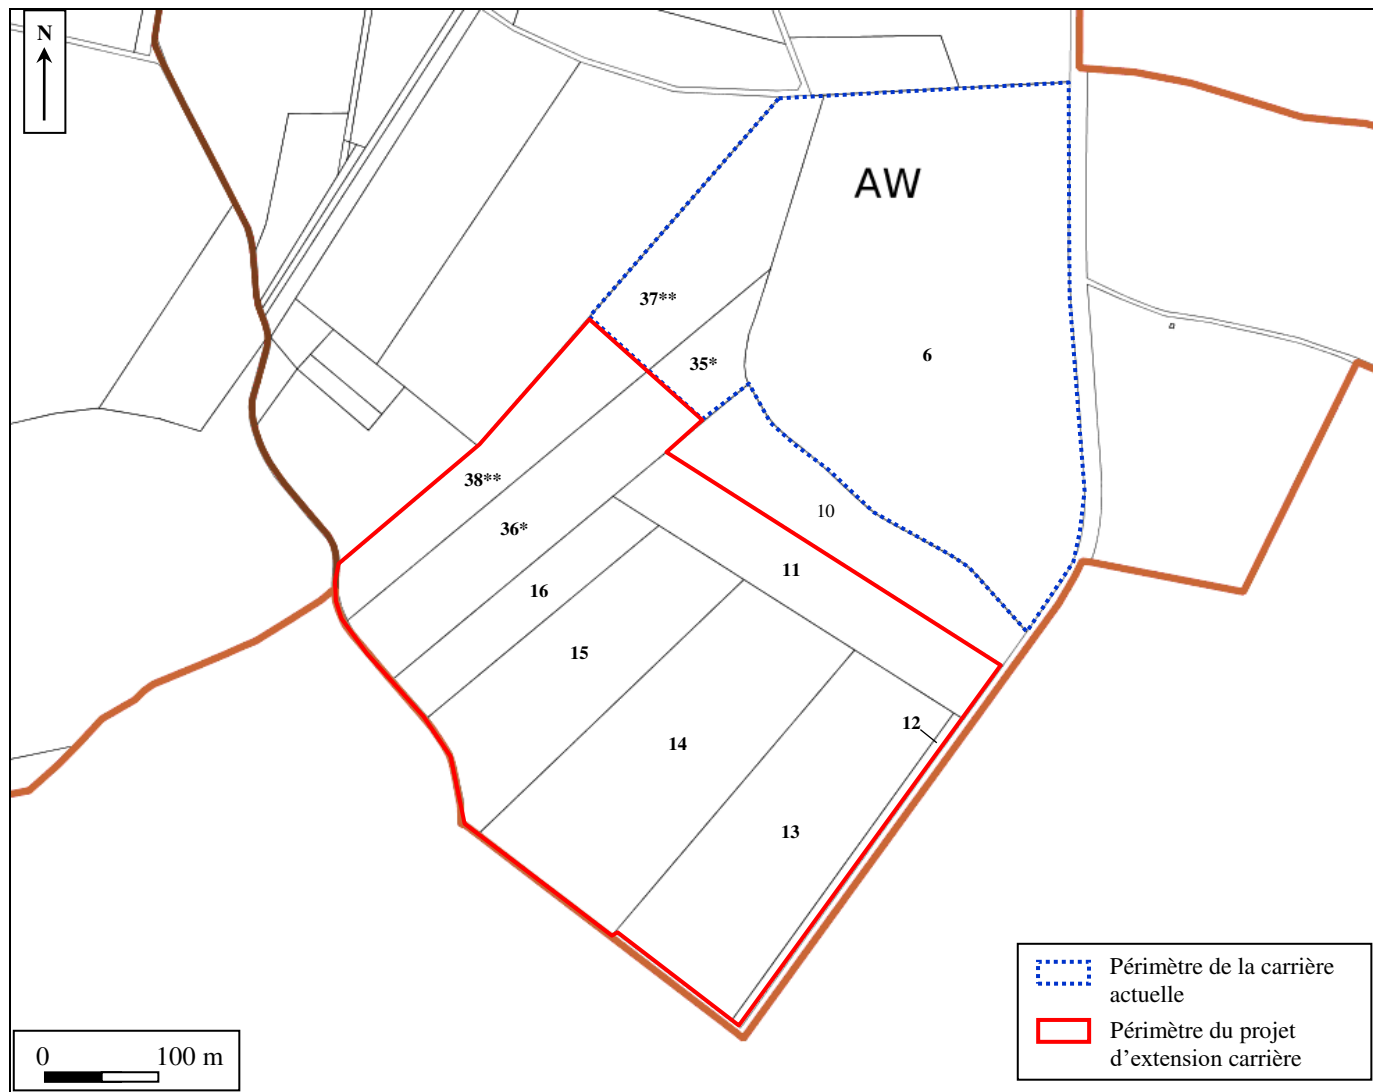 N
AW
37**
35*
6
38**
10
36*
11
16
15
12
14
13
Périmètre de la carrière
actuelle
Périmètre du projet
d’extension carrière
0 100 m